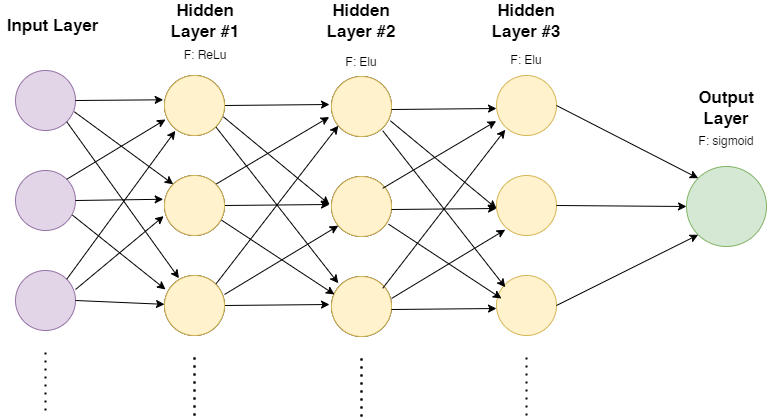 Input Layer
Hidden
Layer #1
F: ReLu
Hidden
Layer #2
F: Elu
Hidden
Layer #3
F: Elu
Output
Layer
F: sigmoid